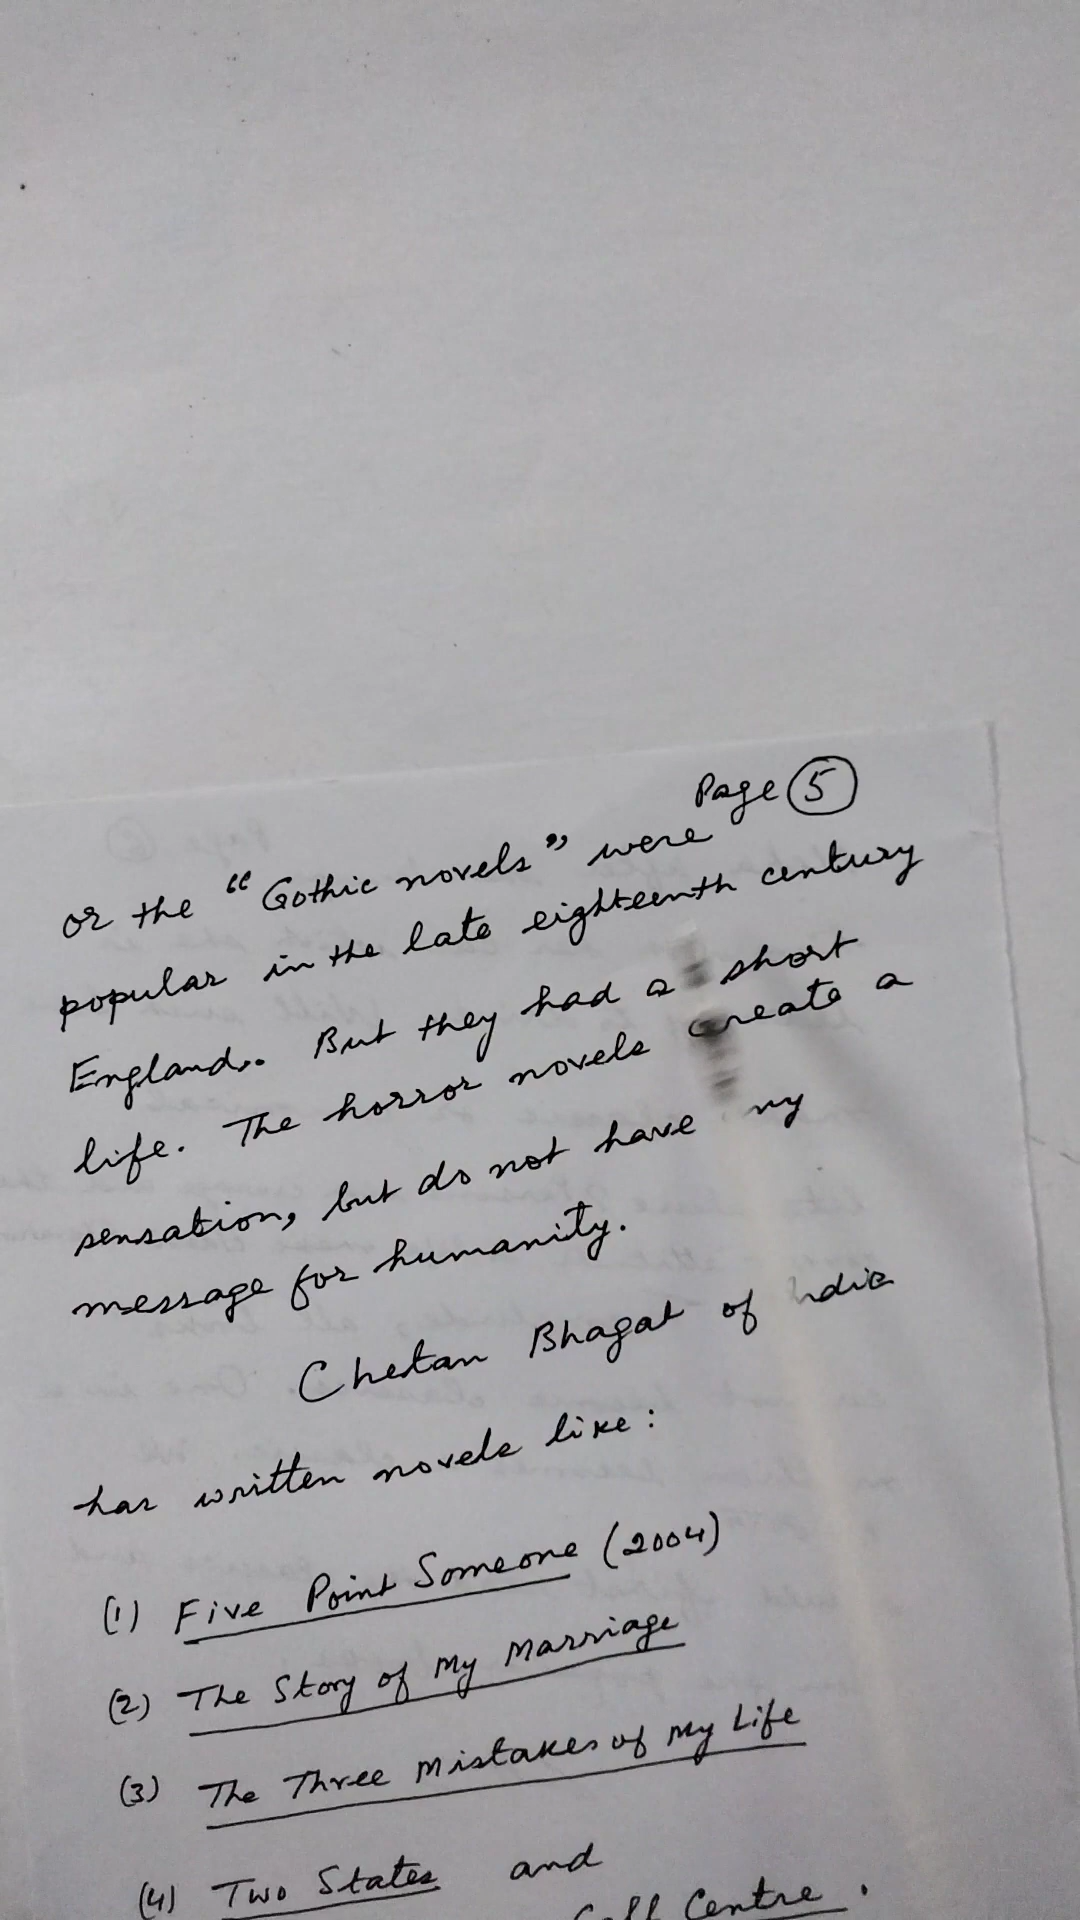 Page 5
or the "Gothic novels" were
popular in the late eighteenth century
England. But they had a short
life. The horror novels create a
sensation, but do not have
message for humanity.
Chetan Bhagat of
has written novels like:
(1) Five Point Someone (2004)
(2) The Story of My Marriage
(3) The Three Mistakes of My Life
(4) Two States and
Centre.